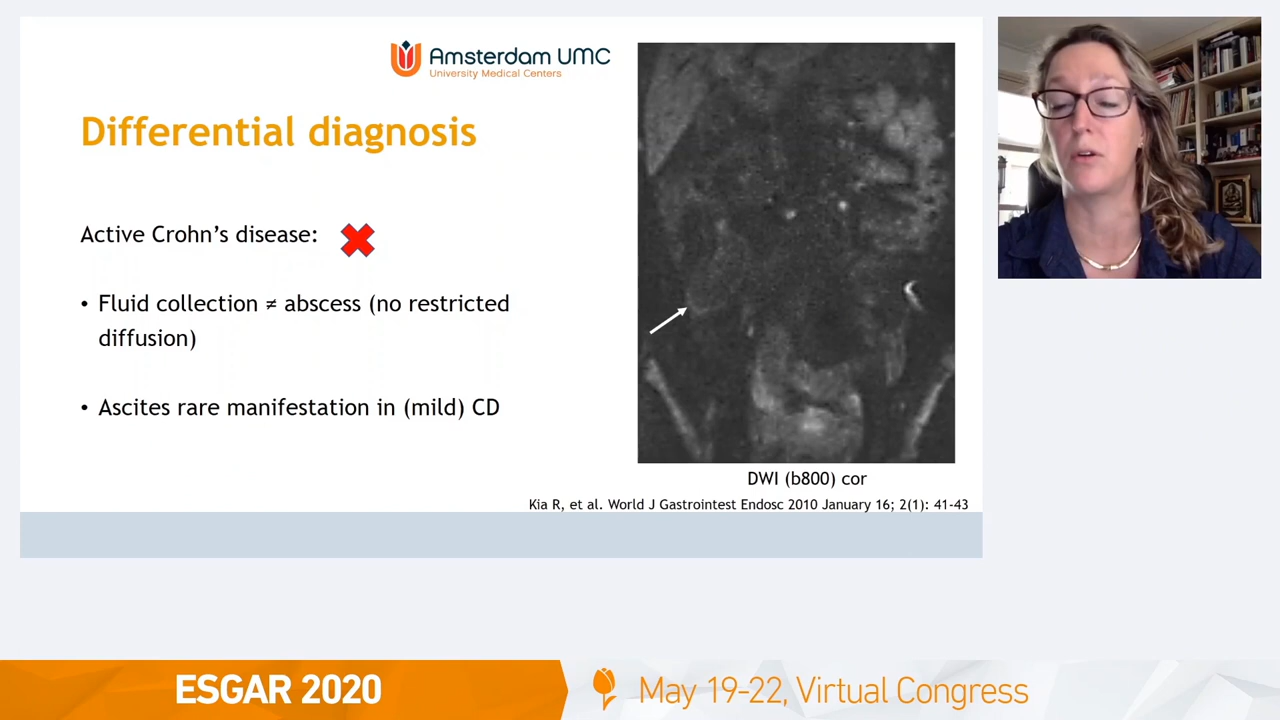 Amsterdam UMC
University Medical Centers
Differential diagnosis
Active Crohn's disease:
• Fluid collection ≠ abscess (no restricted
diffusion)
• Ascites rare manifestation in (mild) CD
DWI (b800) cor
Kia R, et al. World J Gastrointest Endosc 2010 January 16; 2(1): 41-43
ESGAR 2020
May 19-22, Virtual Congress